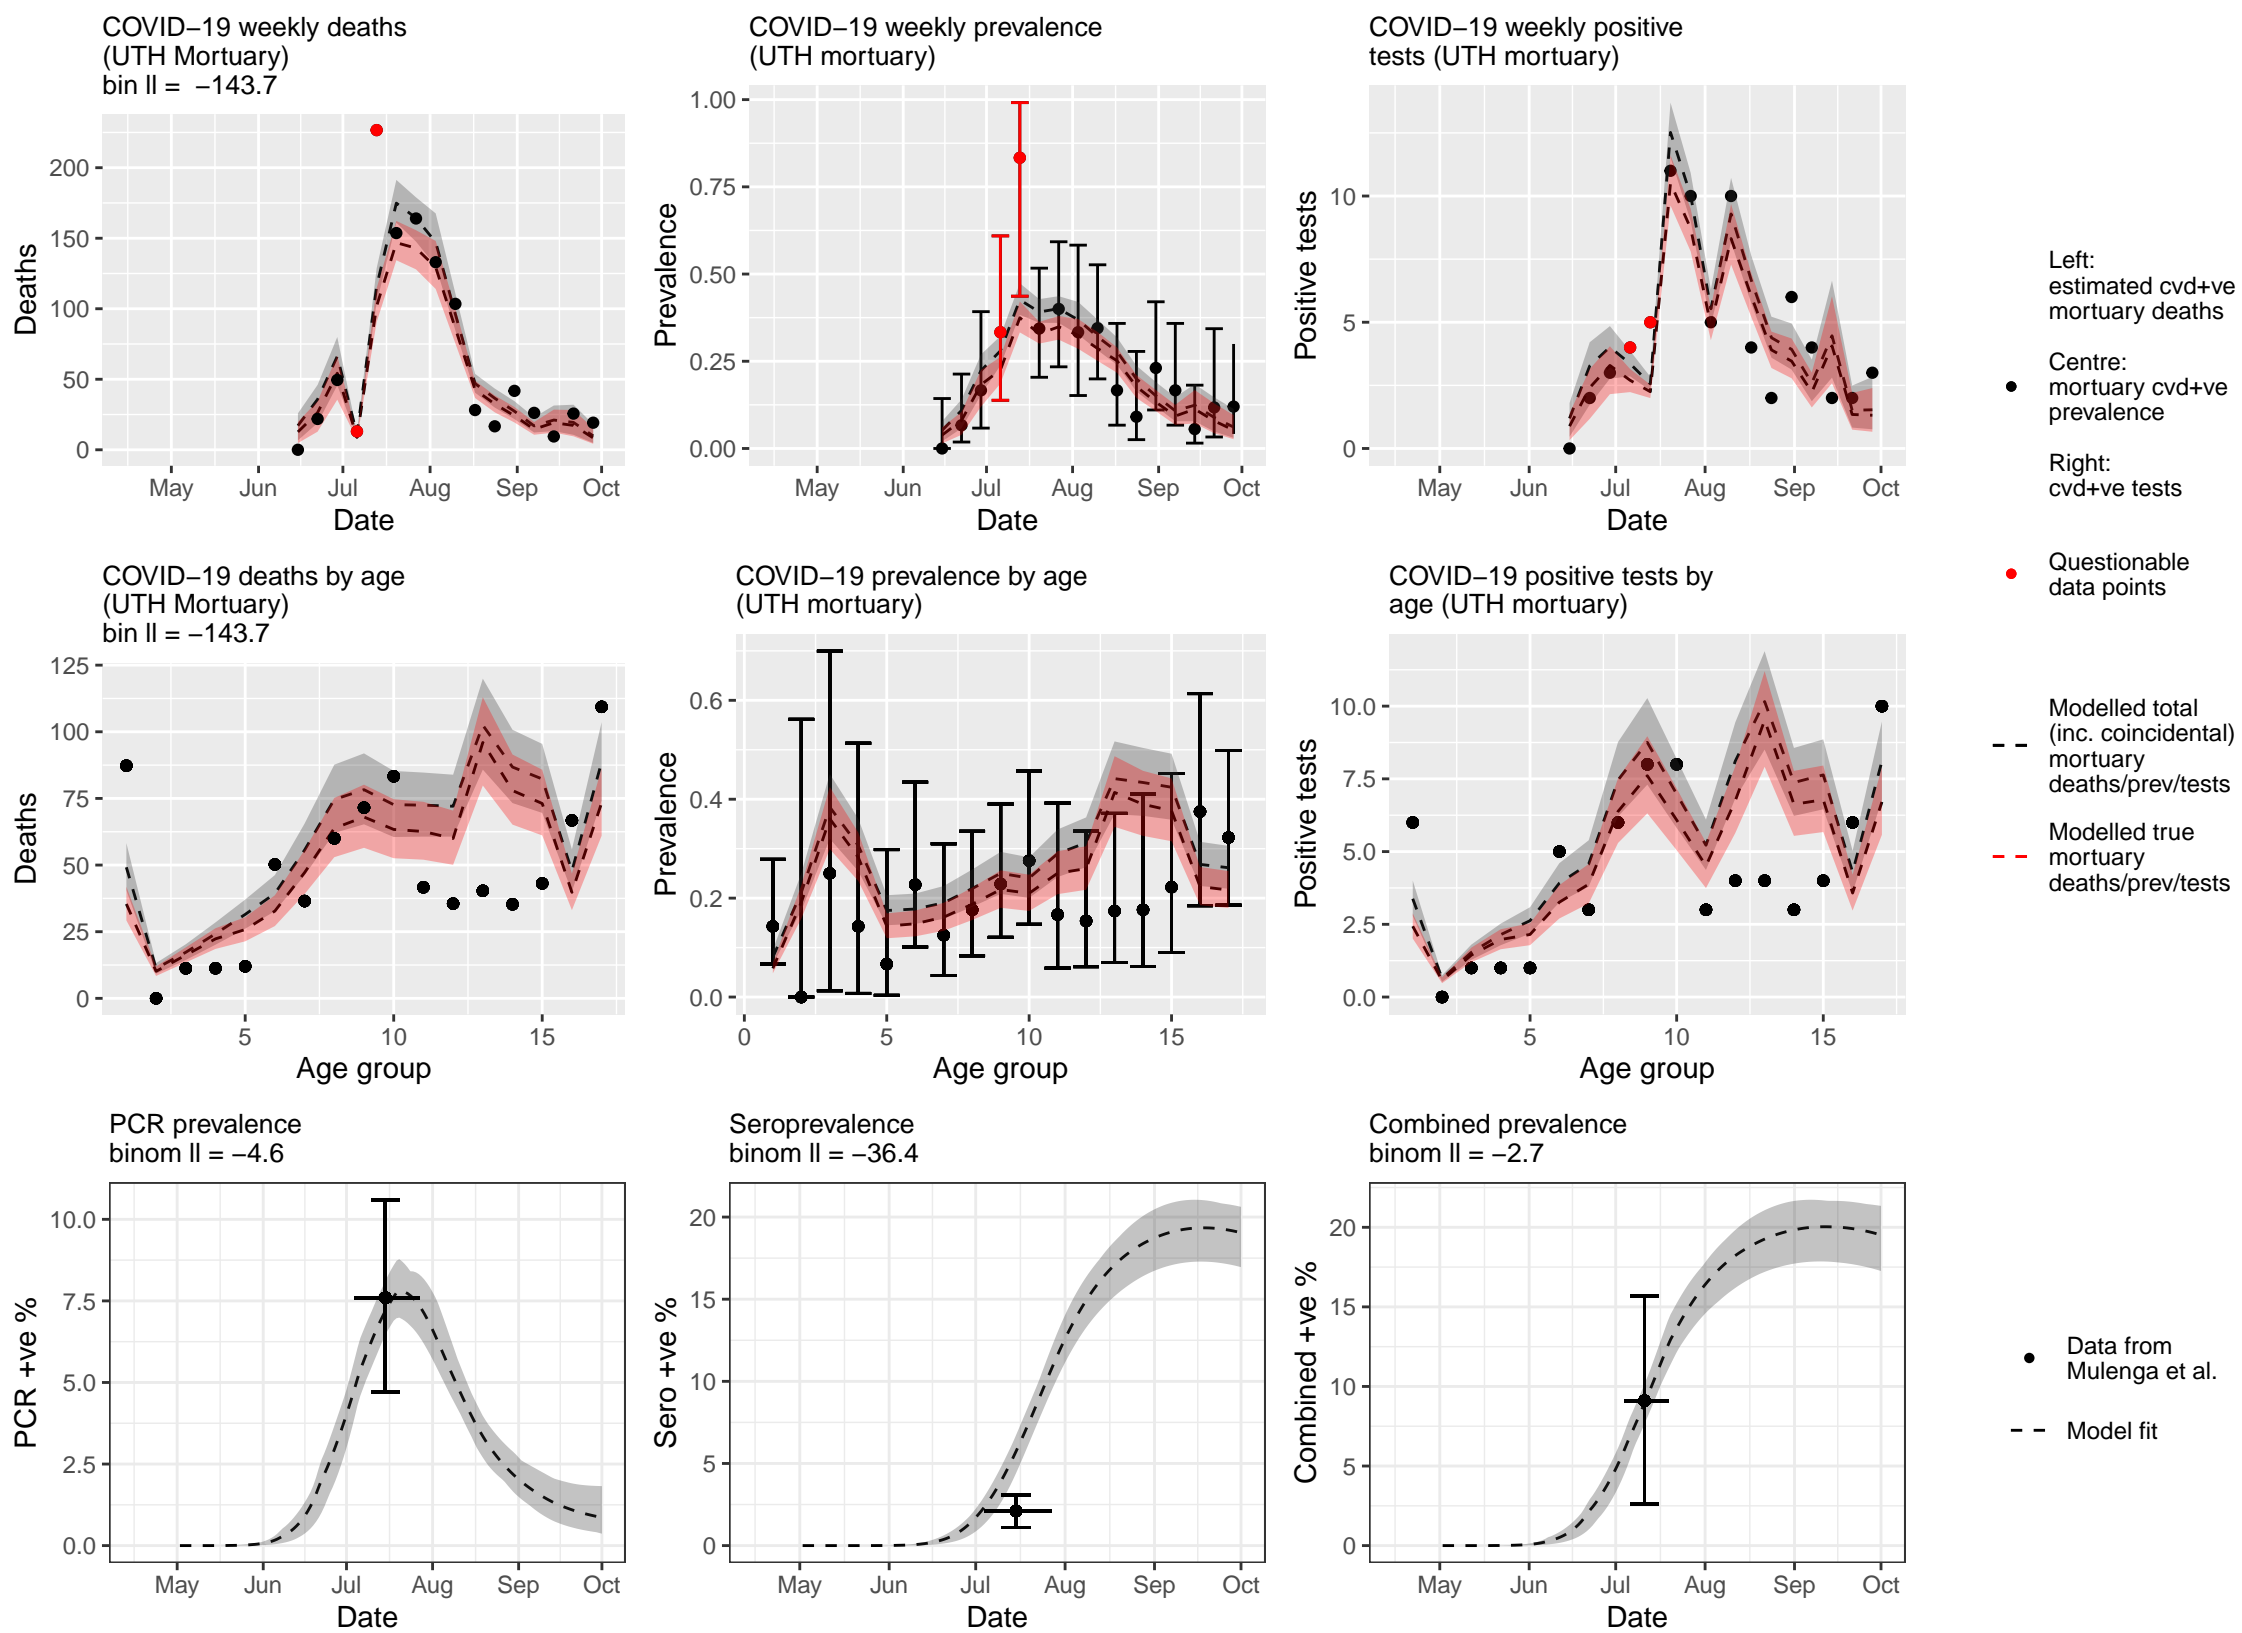 COVID−19 weekly deaths
(UTH Mortuary)
bin ll =  −143.7
200
150
100
50
0
Deaths
May
Jun
Jul
Aug
Sep
Oct
Date
COVID−19 weekly prevalence
(UTH mortuary)
1.00
0.75
0.50
0.25
0.00
Prevalence
May
Jun
Jul
Aug
Sep
Oct
Date
COVID−19 weekly positive
tests (UTH mortuary)
10
5
0
Positive tests
May
Jun
Jul
Aug
Sep
Oct
Date
Left:
estimated cvd+ve
mortuary deaths
Centre:
mortuary cvd+ve
prevalence
Right:
cvd+ve tests
Questionable
data points
Modelled total
(inc. coincidental)
mortuary
deaths/prev/tests
Modelled true
mortuary
deaths/prev/tests
COVID−19 deaths by age
(UTH Mortuary)
bin ll = −143.7
125
100
75
50
25
0
Deaths
5
10
15
Age group
COVID−19 prevalence by age
(UTH mortuary)
0.6
0.4
0.2
0.0
Prevalence
0
5
10
15
Age group
COVID−19 positive tests by
age (UTH mortuary)
10.0
7.5
5.0
2.5
0.0
Positive tests
5
10
15
Age group
PCR prevalence
binom ll = −4.6
10.0
7.5
5.0
2.5
0.0
PCR +ve %
May
Jun
Jul
Aug
Sep
Oct
Date
Seroprevalence
binom ll = −36.4
20
15
10
5
0
Sero +ve %
May
Jun
Jul
Aug
Sep
Oct
Date
Combined prevalence
binom ll = −2.7
20
15
10
5
0
Combined +ve %
May
Jun
Jul
Aug
Sep
Oct
Date
Data from
Mulenga et al.
Model fit